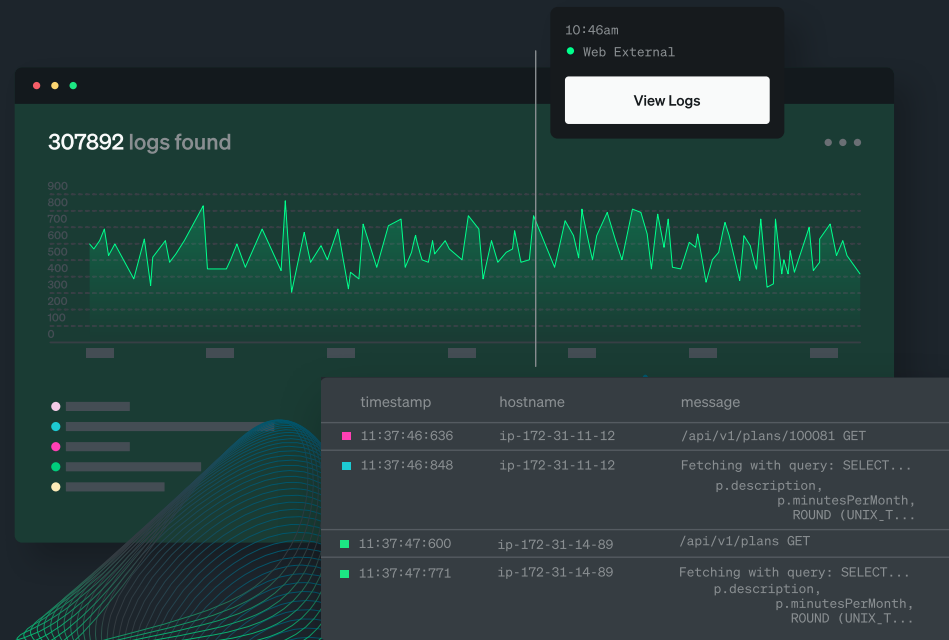 10:46am
Web External
View Logs
307892 logs found
900
800
700
600
500
400
300
200
100
0
timestamp hostname message
11:37:46:636 ip-172-31-11-12 /api/v1/plans/100081 GET
11:37:46:848 ip-172-31-11-12 Fetching with query: SELECT...
p.description,
p.minutesPerMonth,
ROUND (UNIX_T...
11:37:47:600 ip-172-31-14-89 /api/v1/plans GET
11:37:47:771 ip-172-31-14-89 Fetching with query: SELECT...
p.description,
p.minutesPerMonth,
ROUND (UNIX_T...